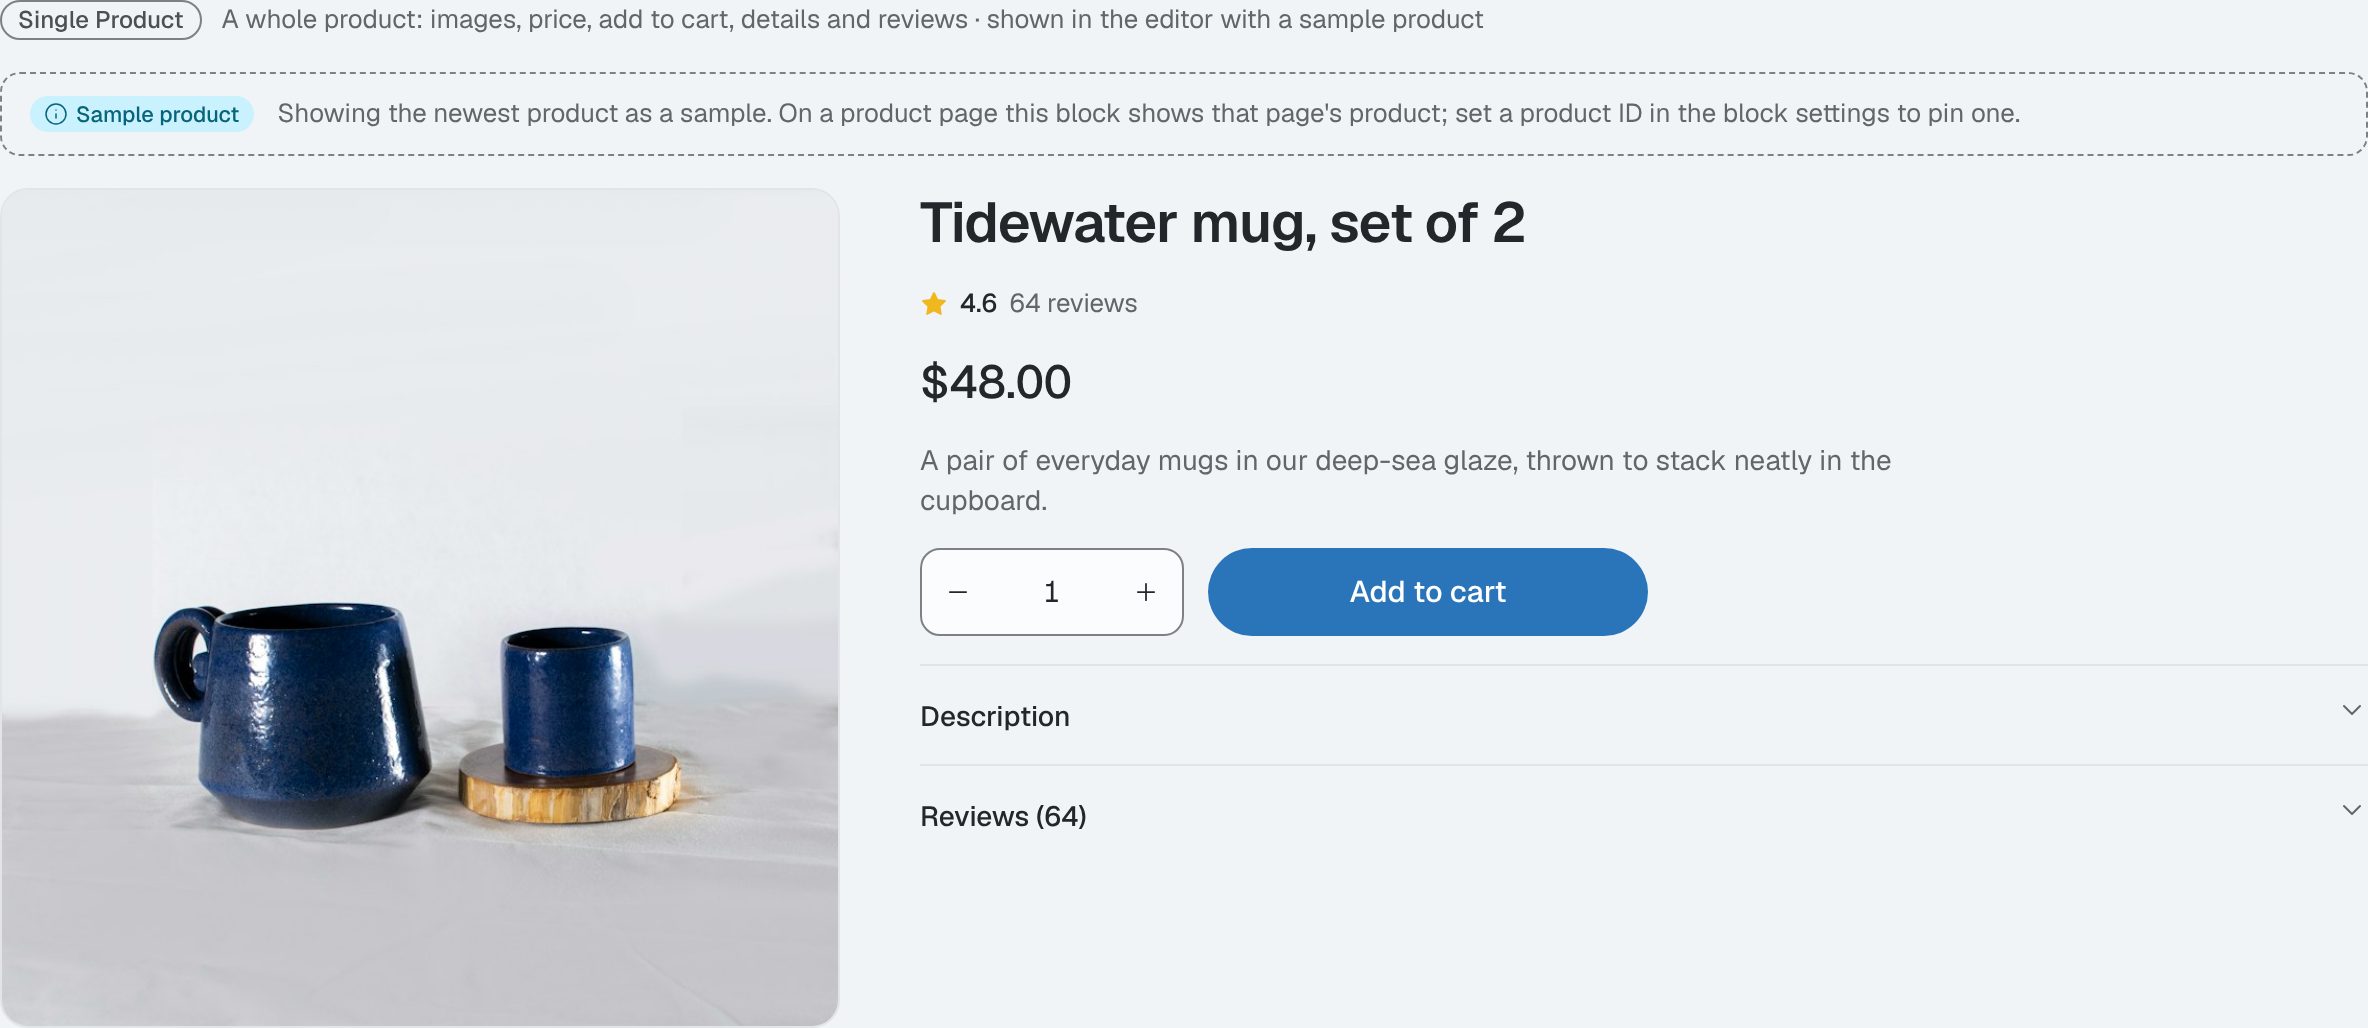 Single Product
A whole product: images, price, add to cart, details and reviews · shown in the editor with a sample product
Sample product
Showing the newest product as a sample. On a product page this block shows that page's product; set a product ID in the block settings to pin one.
Tidewater mug, set of 2
4.6 64 reviews
$48.00
A pair of everyday mugs in our deep-sea glaze, thrown to stack neatly in the
cupboard.
1
Add to cart
Description
Reviews (64)